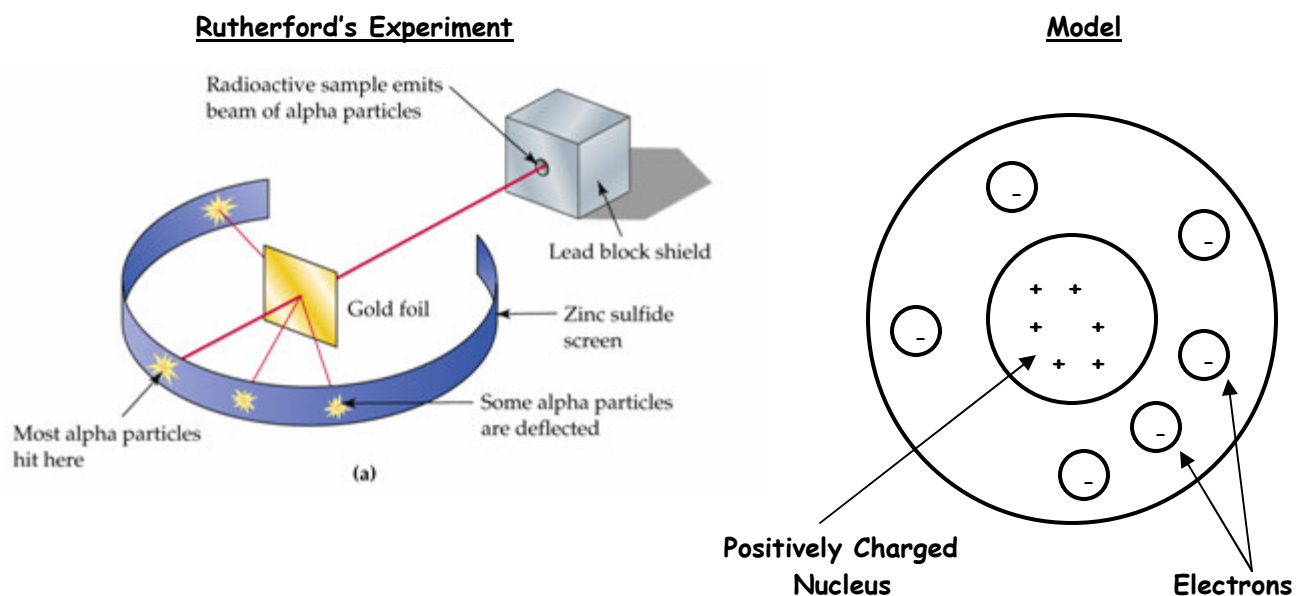 Rutherford's Experiment
Model
Radioactive sample emits
beam of alpha particles
Lead block shield
Gold foil
Zinc sulfide
screen
Some alpha particles
are deflected
Most alpha particles
hit here
(a)
-
-
-
-
-
-
+ +
+ +
+ +
Positively Charged
Nucleus
Electrons